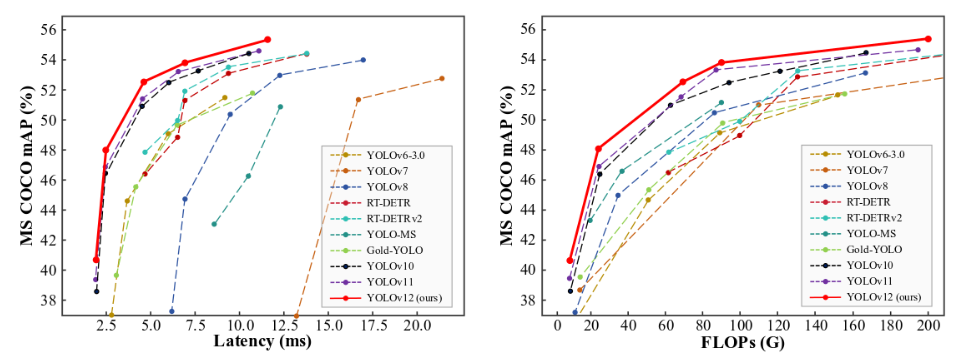 MS COCO mAP (%)
56
54
52
50
48
46
44
42
40
38
2.5
5.0
7.5
10.0
12.5
15.0
17.5
20.0
Latency (ms)
YOLOv6-3.0
YOLOv7
YOLOv8
RT-DETR
RT-DETRv2
YOLO-MS
Gold-YOLO
YOLOv10
YOLOv11
YOLOv12 (ours)
MS COCO mAP (%)
56
54
52
50
48
46
44
42
40
38
0
20
40
60
80
100
120
140
160
180
200
FLOPs (G)
YOLOv6-3.0
YOLOv7
YOLOv8
RT-DETR
RT-DETRv2
YOLO-MS
Gold-YOLO
YOLOv10
YOLOv11
YOLOv12 (ours)